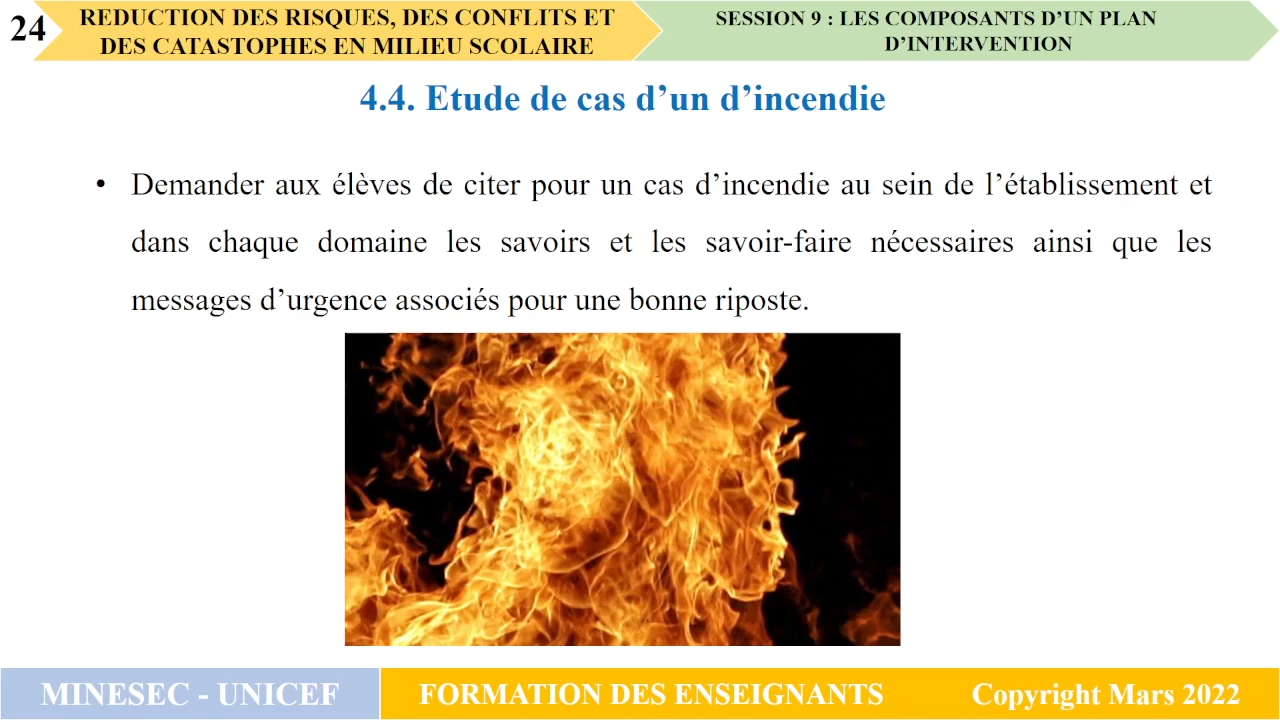 24
REDUCTION DES RISQUES, DES CONFLITS ET
DES CATASTOPHES EN MILIEU SCOLAIRE
SESSION 9 : LES COMPOSANTS D’UN PLAN
D’INTERVENTION
4.4. Etude de cas d’un d’incendie
• Demander aux élèves de citer pour un cas d’incendie au sein de l’établissement et
dans chaque domaine les savoirs et les savoir-faire nécessaires ainsi que les
messages d’urgence associés pour une bonne riposte.
MINESEC - UNICEF
FORMATION DES ENSEIGNANTS
Copyright Mars 2022